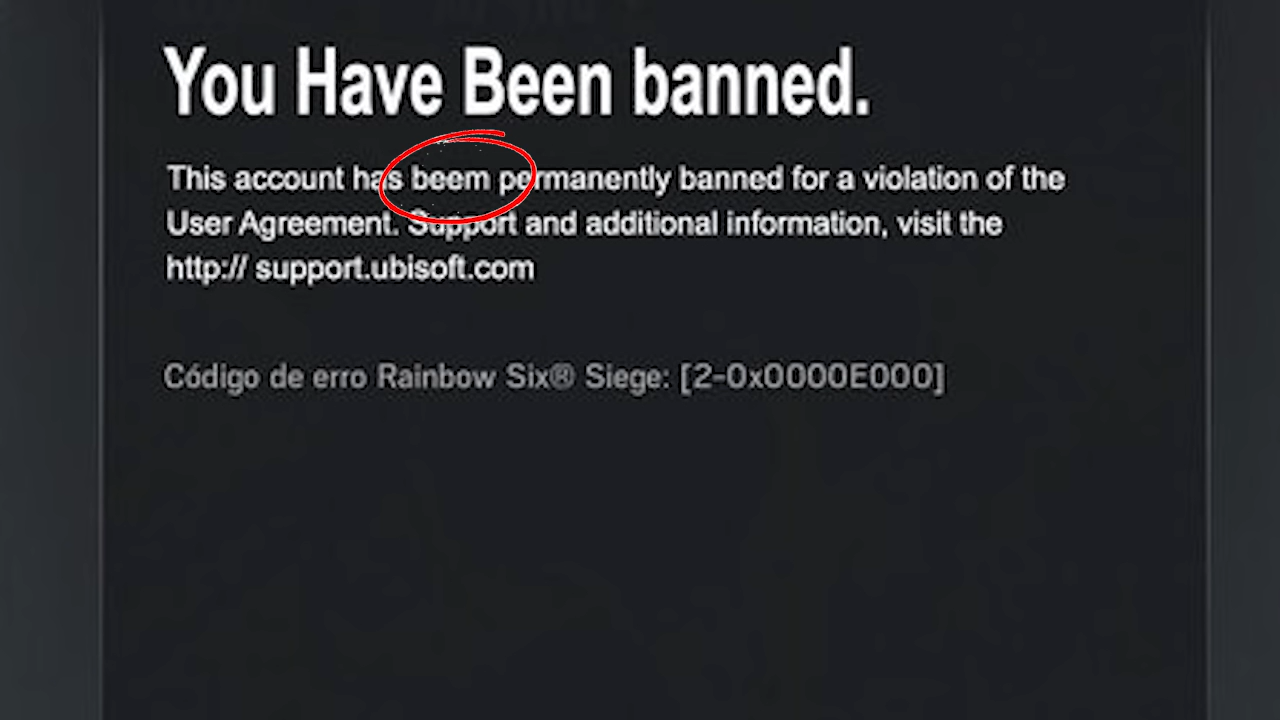 You Have Been banned.
This account has beem permanently banned for a violation of the
User Agreement. Support and additional information, visit the
http:// support.ubisoft.com
Código de erro Rainbow Six® Siege: [2-0x0000E000]